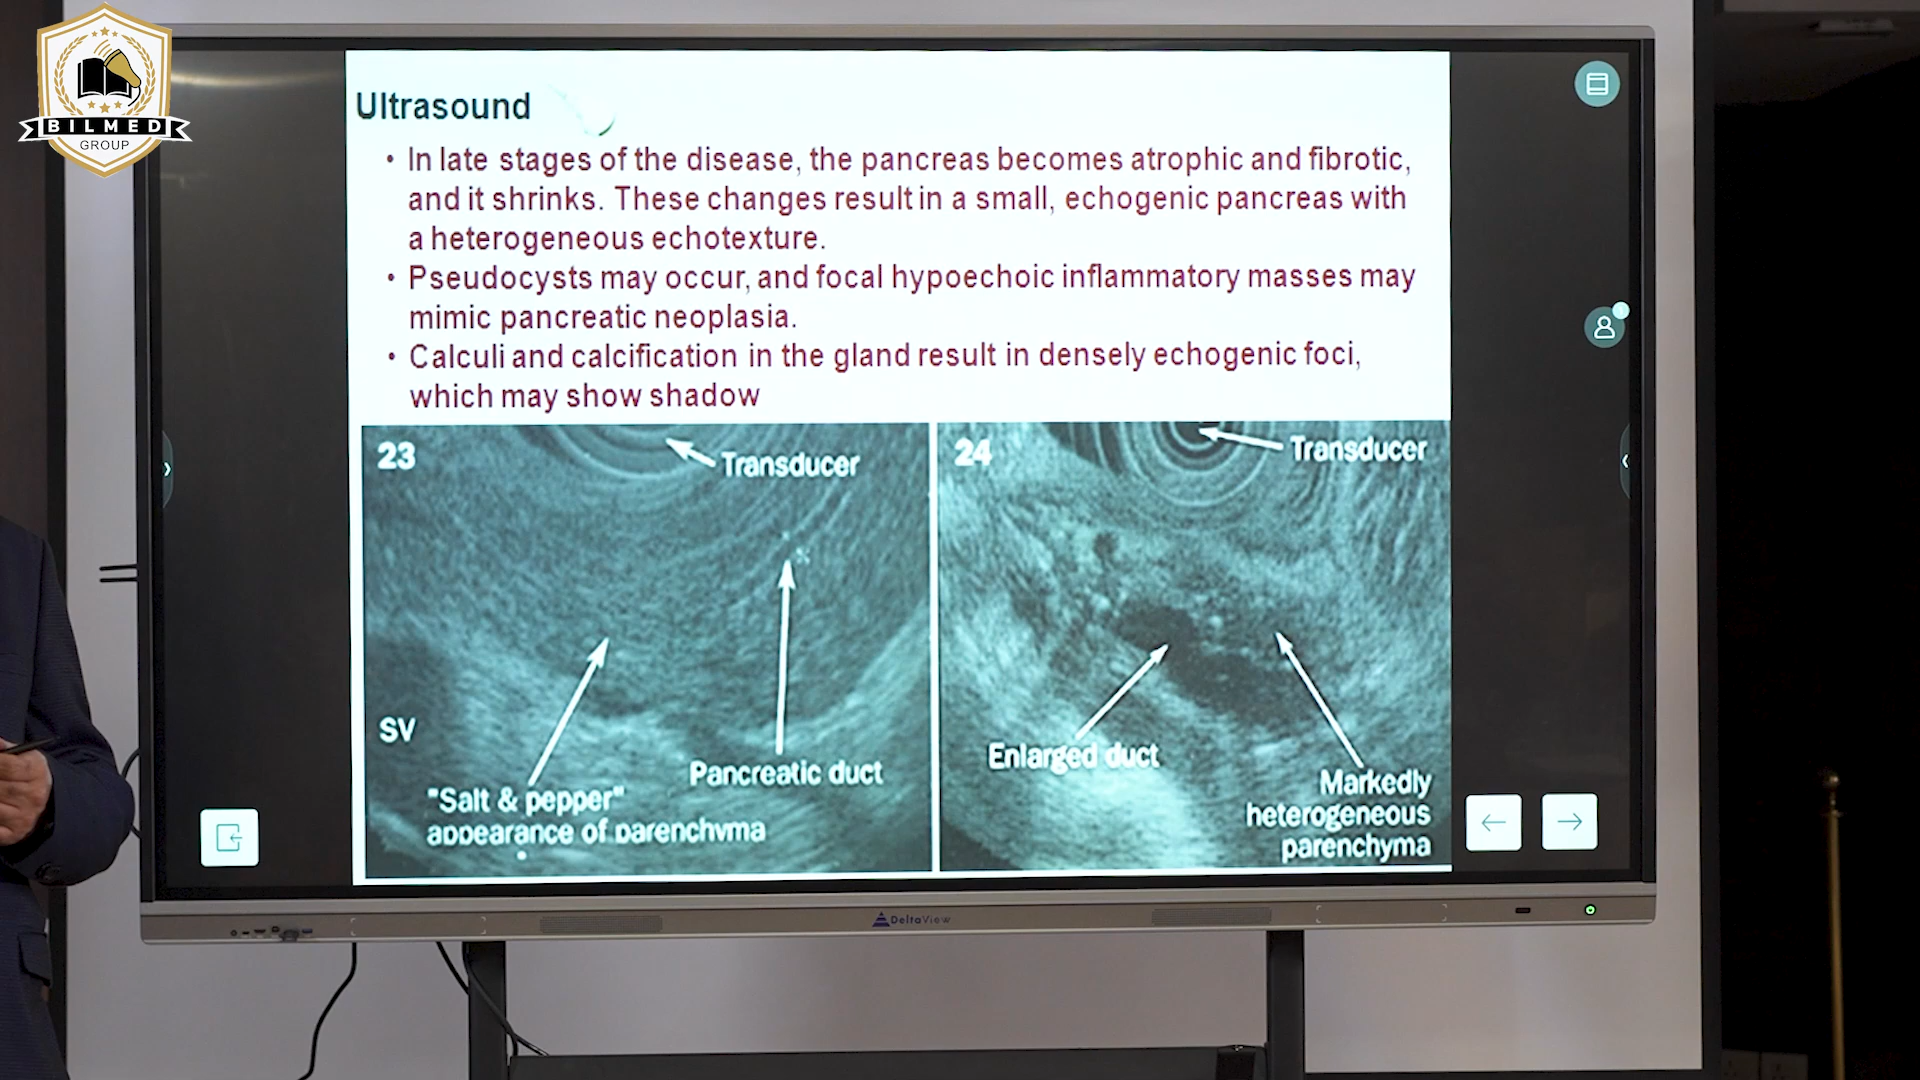 BILMED
GROUP
Ultrasound
• In late stages of the disease, the pancreas becomes atrophic and fibrotic,
and it shrinks. These changes result in a small, echogenic pancreas with
a heterogeneous echotexture.
• Pseudocysts may occur, and focal hypoechoic inflammatory masses may
mimic pancreatic neoplasia.
• Calculi and calcification in the gland result in densely echogenic foci,
which may show shadow
23
Transducer
SV
Pancreatic duct
"Salt & pepper"
appearance of parenchyma
24
Transducer
Enlarged duct
Markedly
heterogeneous
parenchyma
DeltaView